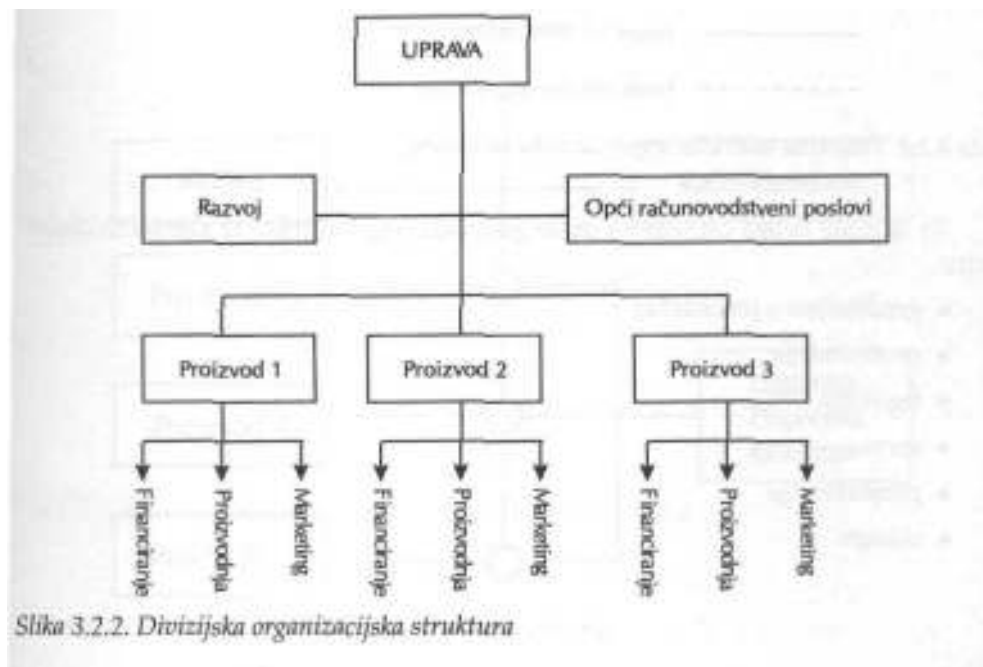 UPRAVA
Razvoj
Opći računovodstveni poslovi
Proizvod 1
Proizvod 2
Proizvod 3
Financiranje
Proizvodnja
Marketing
Financiranje
Proizvodnja
Marketing
Financiranje
Proizvodnja
Marketing
Slika 3.2.2. Divizijska organizacijska struktura